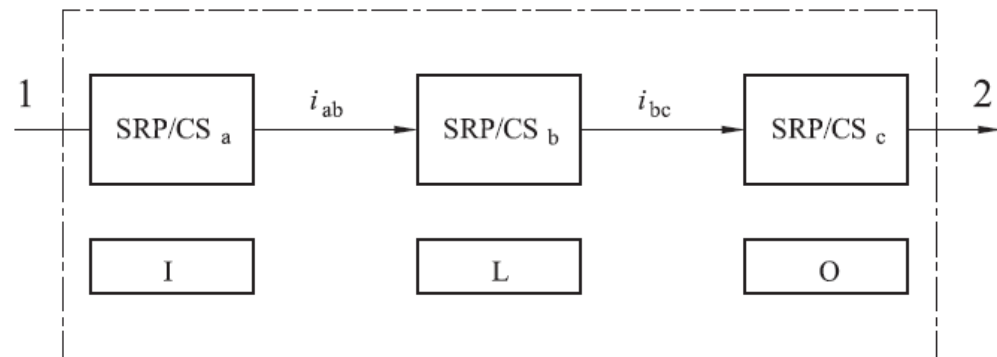 1
SRP/CS a
i ab
SRP/CS b
i bc
SRP/CS c
2
I
L
O